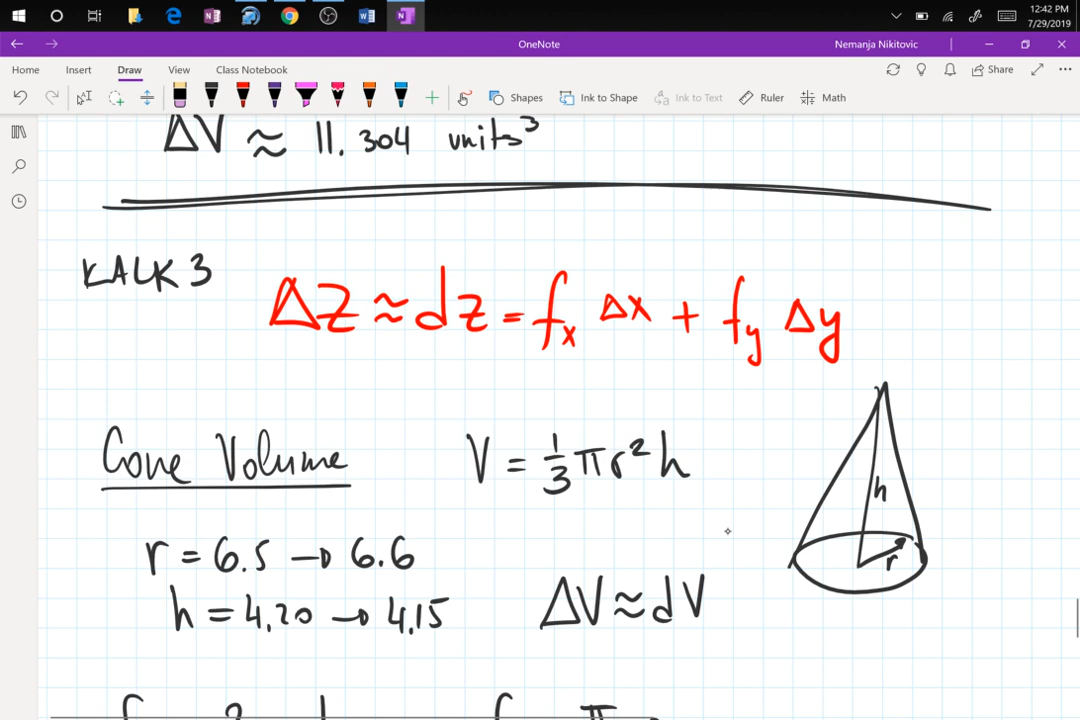 12:42 PM
7/29/2019
OneNote
Nemanja Nikitovic
Home Insert Draw View Class Notebook
Share
Shapes Ink to Shape Ink to Text Ruler Math
ΔV ≈ 11.304 units³
KALK 3
Δz ≈ dz = fx Δx + fy Δy
Cone Volume V = 1/3 πr²h
h
r
r = 6.5 → 6.6
h = 4.20 → 4.15
ΔV ≈ dV